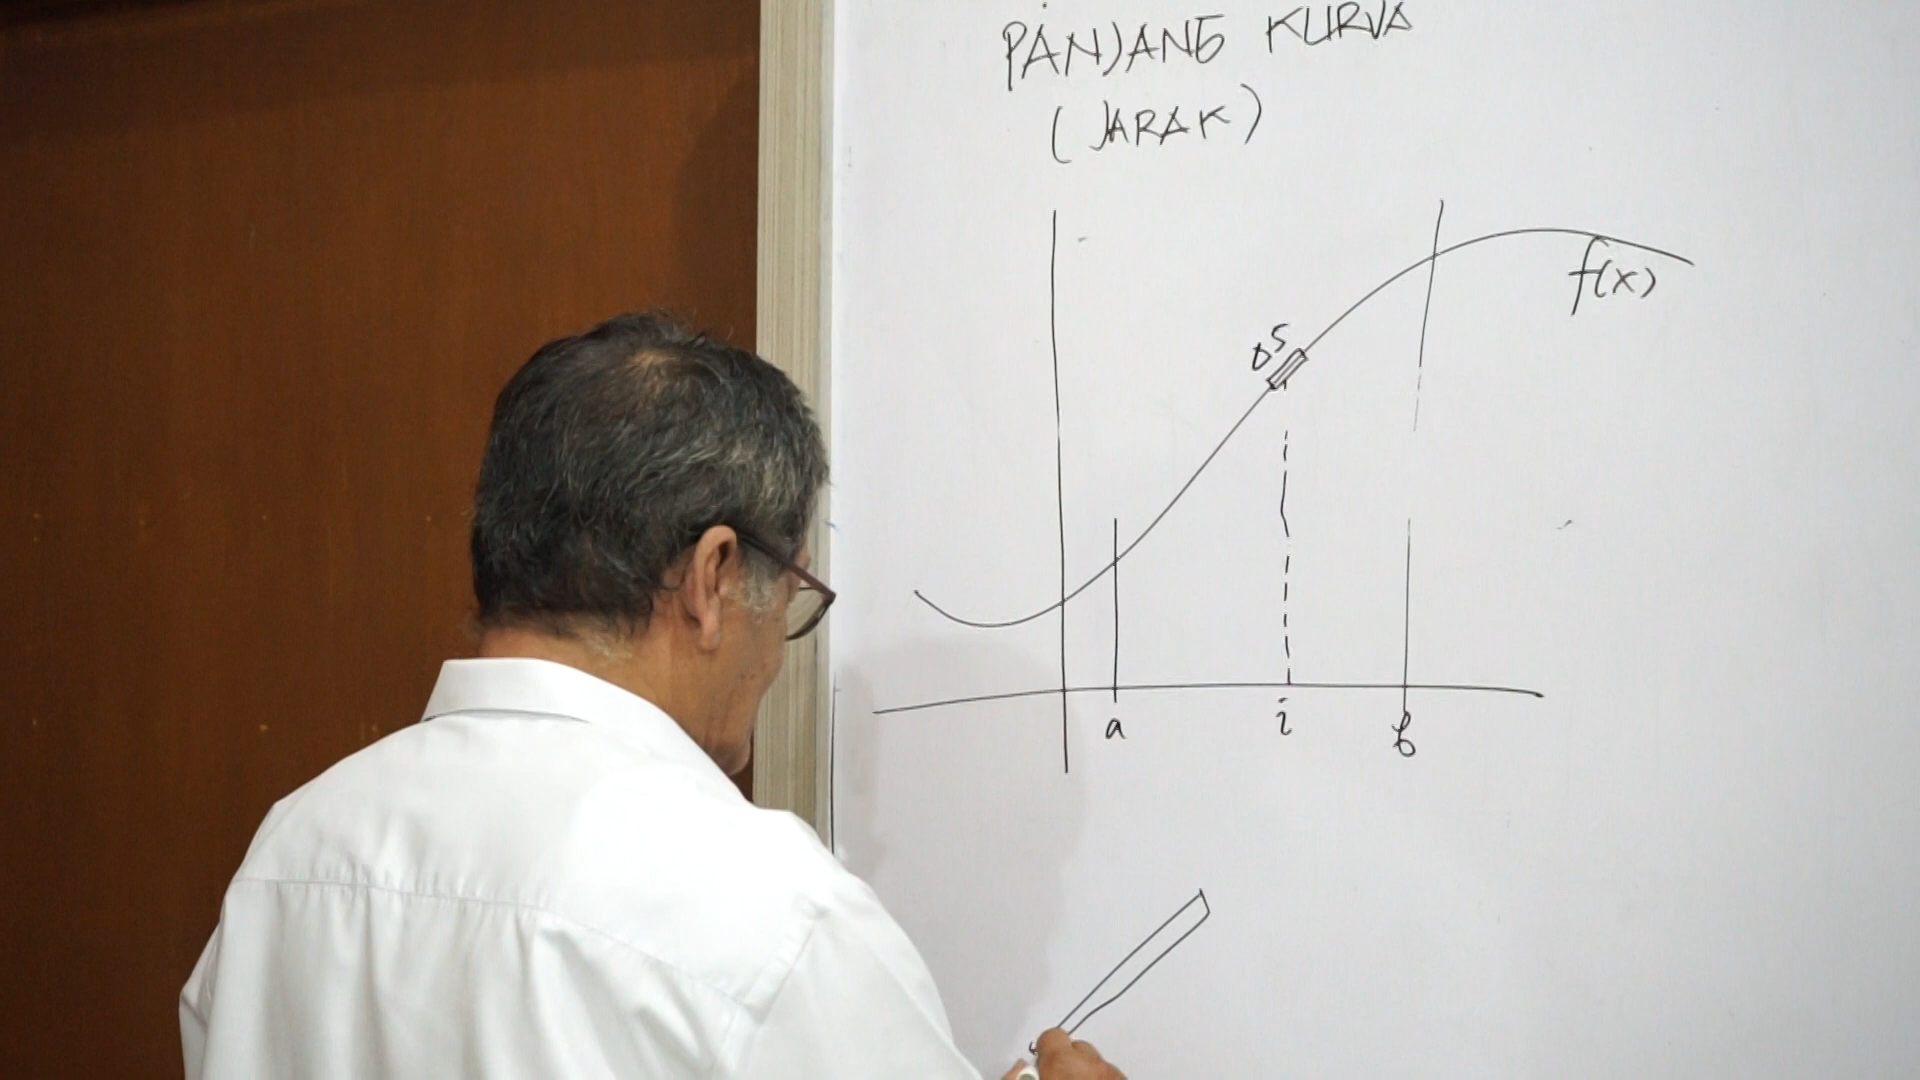 PANJANG KURVA
(JARAK)
ΔS
f(x)
a i b